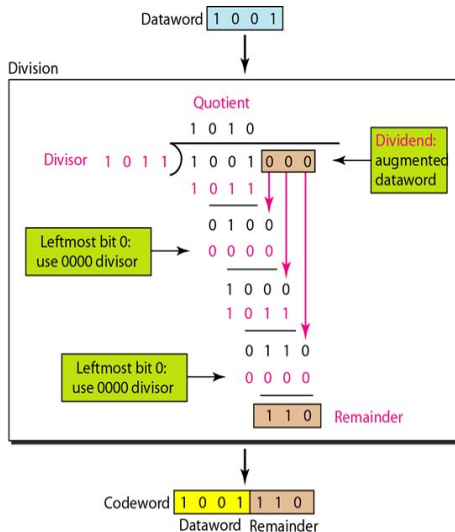 Dataword 1 0 0 1
Division
Quotient
1 0 1 0
Divisor 1 0 1 1 1 0 0 1 0 0 0
Dividend:
augmented
dataword
1 0 1 1
Leftmost bit 0:
use 0000 divisor
0 1 0 0
0 0 0 0
1 0 0 0
1 0 1 1
Leftmost bit 0:
use 0000 divisor
0 1 1 0
0 0 0 0
1 1 0 Remainder
Codeword 1 0 0 1 1 1 0
Dataword Remainder